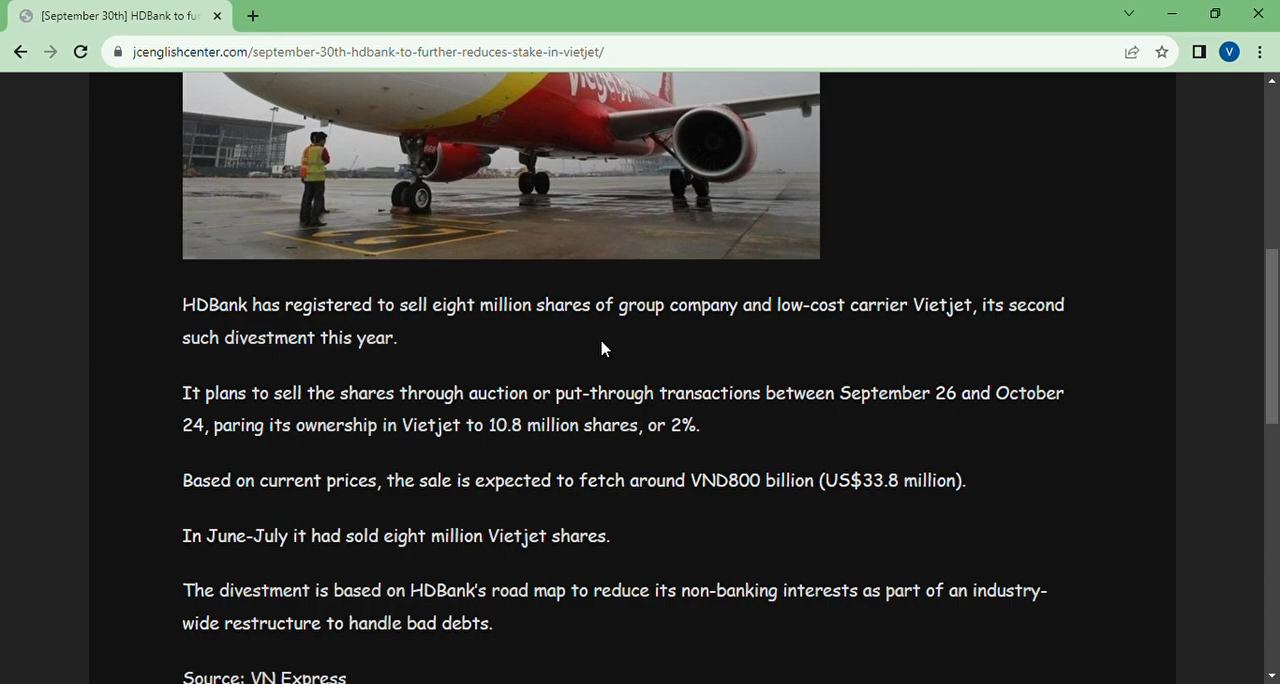 [September 30th] HDBank to fu
jcenglishcenter.com/september-30th-hdbank-to-further-reduces-stake-in-vietjet/
V
HDBank has registered to sell eight million shares of group company and low-cost carrier Vietjet, its second
such divestment this year.
It plans to sell the shares through auction or put-through transactions between September 26 and October
24, paring its ownership in Vietjet to 10.8 million shares, or 2%.
Based on current prices, the sale is expected to fetch around VND800 billion (US$33.8 million).
In June-July it had sold eight million Vietjet shares.
The divestment is based on HDBank's road map to reduce its non-banking interests as part of an industry-
wide restructure to handle bad debts.
Source: VN Express